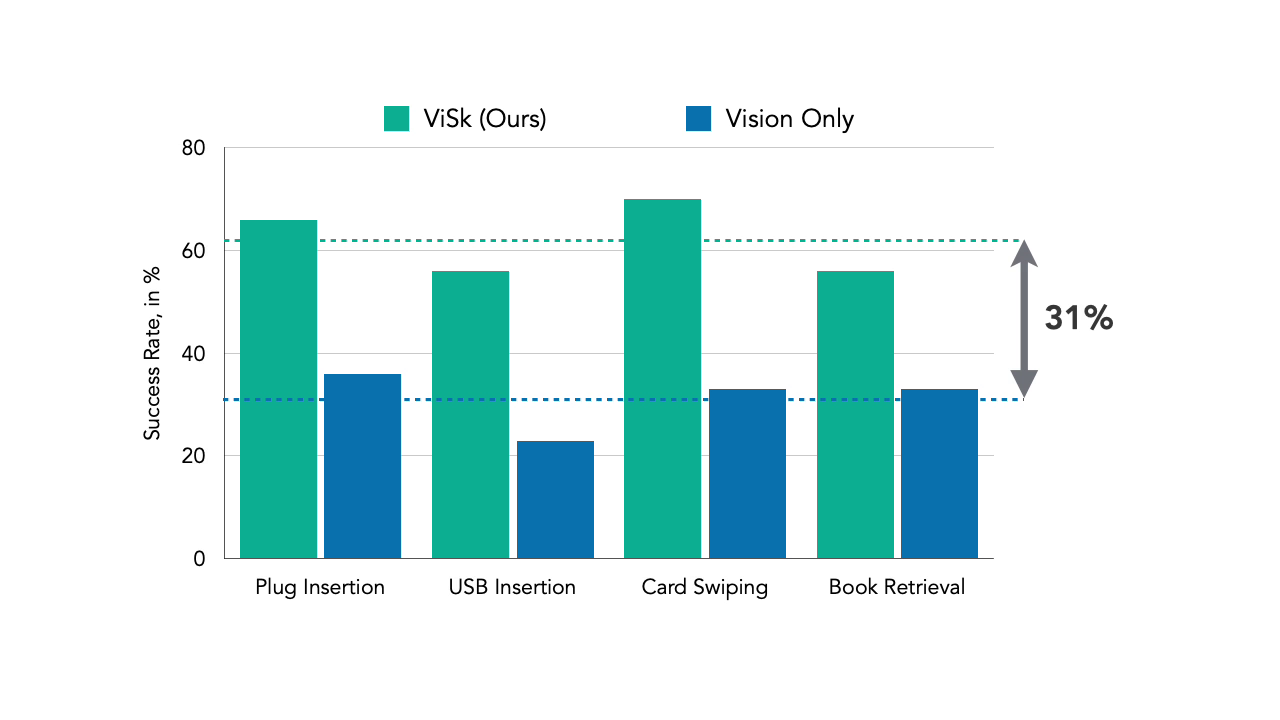 ViSk (Ours) Vision Only
80
60
40
20
0
Success Rate, in %
31%
Plug Insertion USB Insertion Card Swiping Book Retrieval